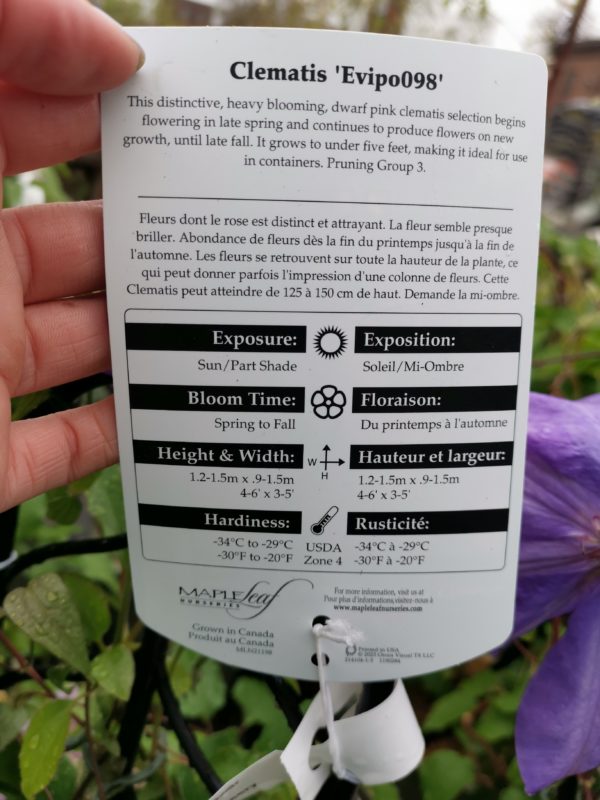 Clematis 'Evipo098'
This distinctive, heavy blooming, dwarf pink clematis selection begins
flowering in late spring and continues to produce flowers on new
growth, until late fall. It grows to under five feet, making it ideal for use
in containers. Pruning Group 3.
Fleurs dont le rose est distinct et attrayant. La fleur semble presque
briller. Abondance de fleurs dès la fin du printemps jusqu'à la fin de
l'automne. Les fleurs se retrouvent sur toute la hauteur de la plante, ce
qui peut donner parfois l'impression d'une colonne de fleurs. Cette
Clematis peut atteindre de 125 à 150 cm de haut. Demande la mi-ombre.
Exposure: Exposition:
Sun/Part Shade Soleil/Mi-Ombre
Bloom Time: Floraison:
Spring to Fall Du printemps à l'automne
Height & Width: W H Hauteur et largeur:
1.2-1.5m x .9-1.5m 1.2-1.5m x .9-1.5m
4-6' x 3-5' 4-6' x 3-5'
Hardiness: Rusticité:
-34°C to -29°C USDA -34°C à -29°C
-30°F to -20°F Zone 4 -30°F à -20°F
MAPLE Leaf
NURSERIES
For more information, visit us at
Pour plus d'informations, visitez-nous à
www.mapleleafnurseries.com
Grown in Canada
Produit au Canada
Printed in USA